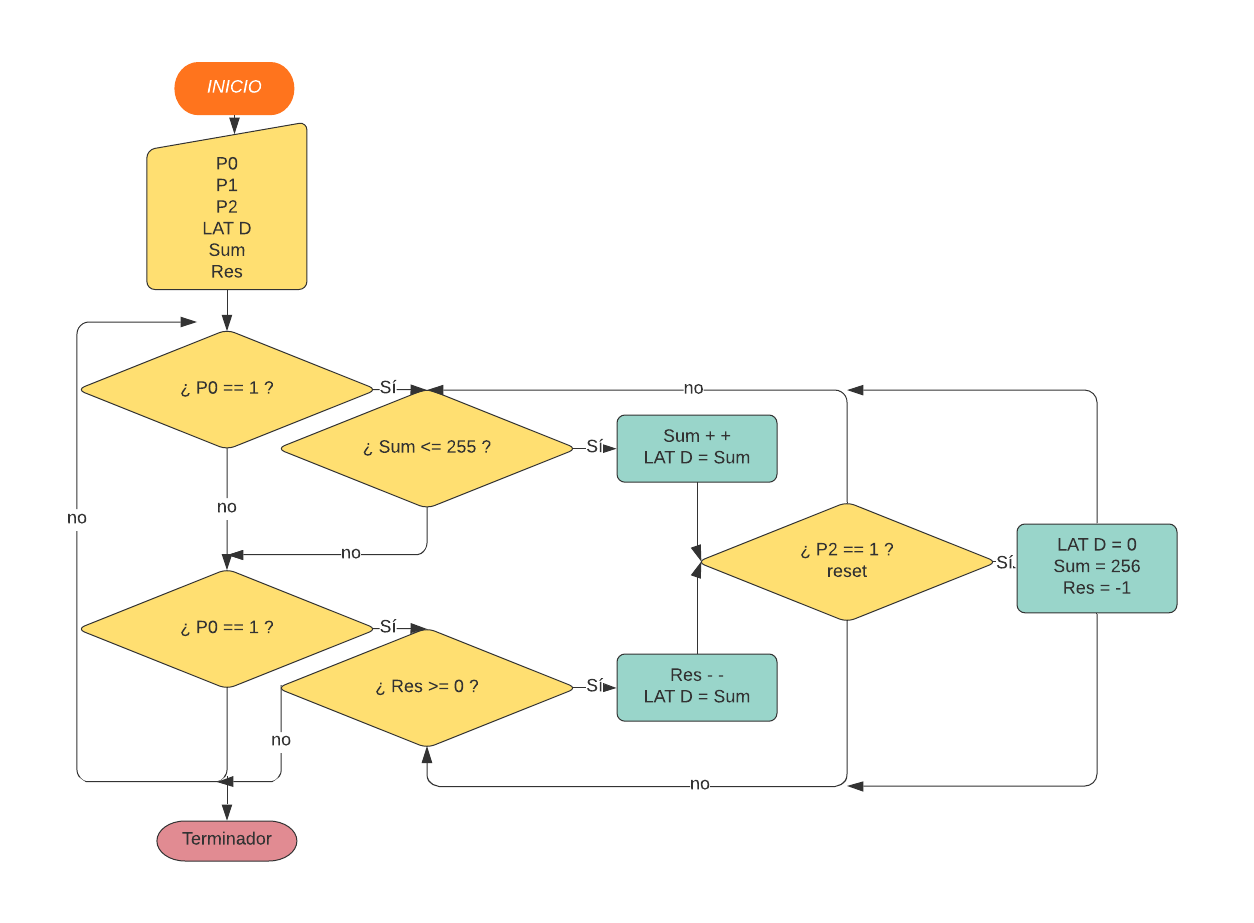 INICIO
P0
P1
P2
LAT D
Sum
Res
¿ P0 == 1 ?
Sí
no
¿ Sum <= 255 ?
Sí
Sum + +
LAT D = Sum
no
no
no
¿ P2 == 1 ?
reset
Sí
LAT D = 0
Sum = 256
Res = -1
¿ P0 == 1 ?
Sí
¿ Res >= 0 ?
Sí
Res - -
LAT D = Sum
no
no
Terminador